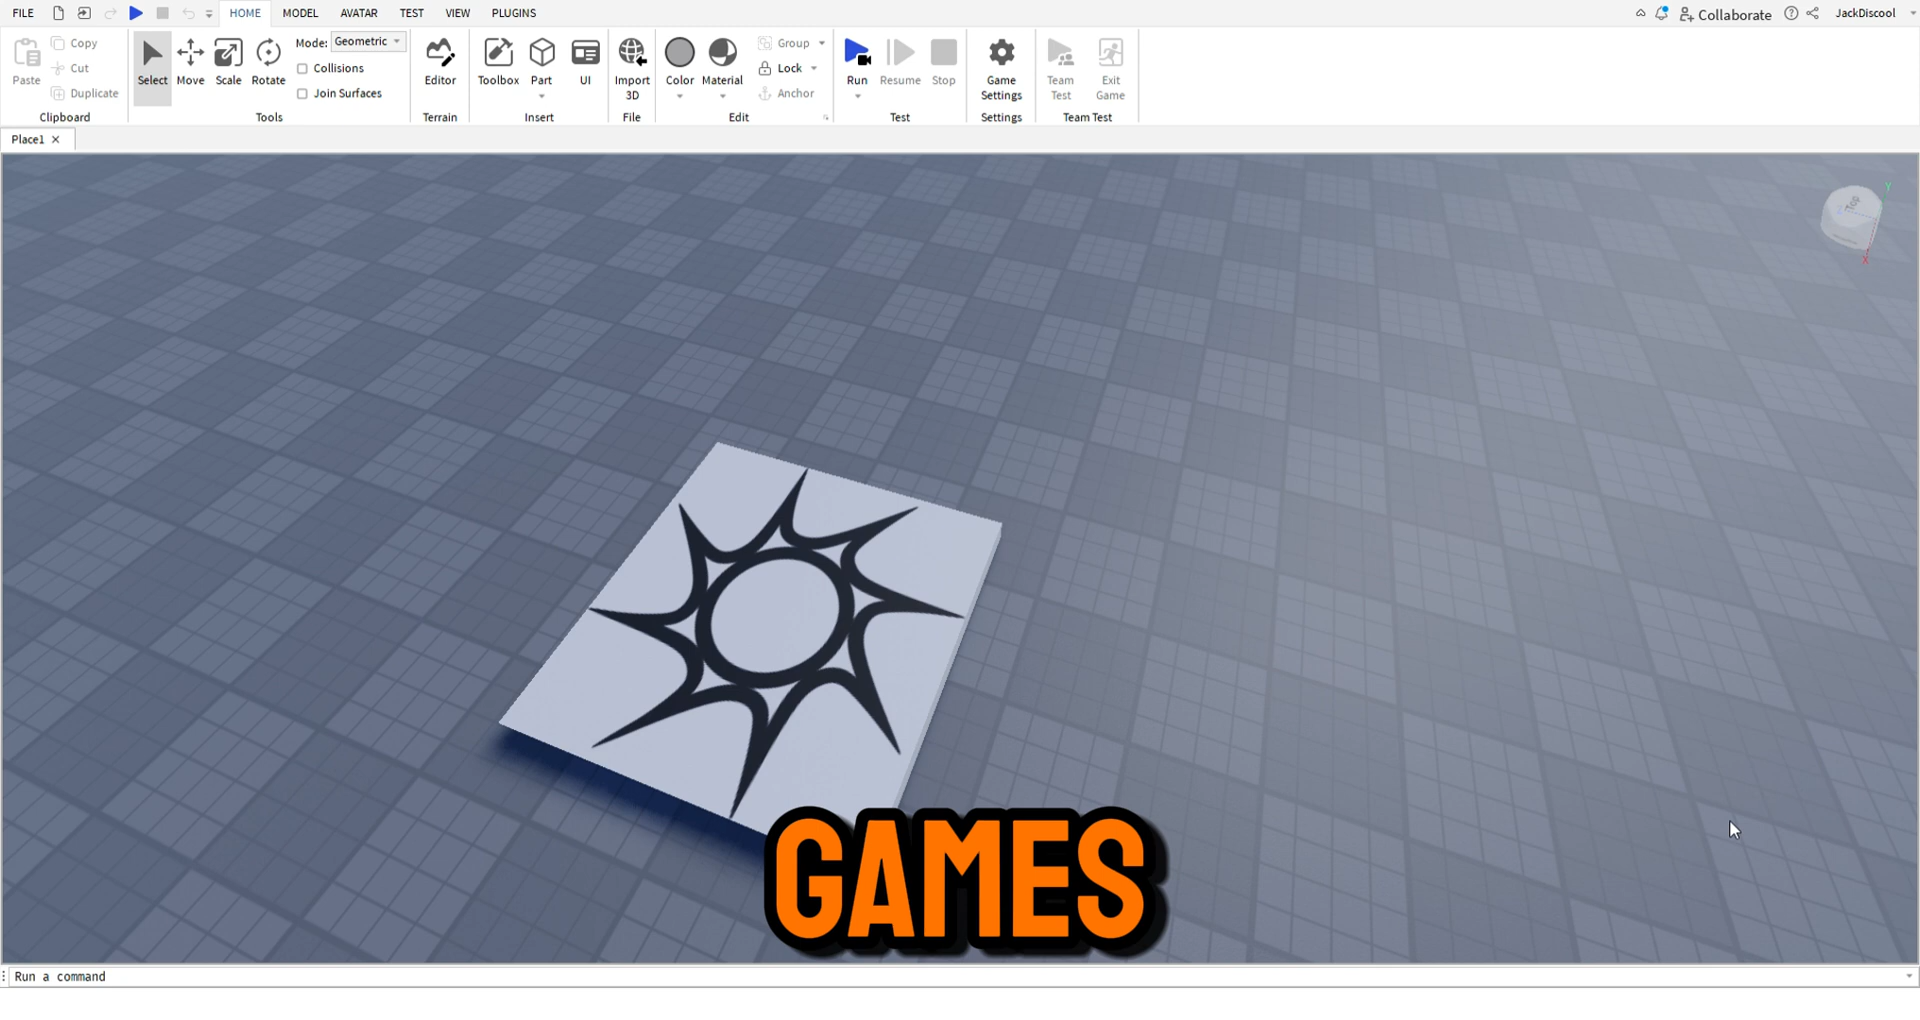 FILE HOME MODEL AVATAR TEST VIEW PLUGINS Collaborate JackDiscool
Paste Copy Cut Duplicate Clipboard
Select Move Scale Rotate Mode: Geometric Collisions Join Surfaces Tools
Editor Terrain
Toolbox Part UI Insert
Import 3D File
Color Material Group Lock Anchor Edit
Run Resume Stop Test
Game Settings Settings
Team Test Exit Game Team Test
Place1
Top
Y
X
GAMES
Run a command